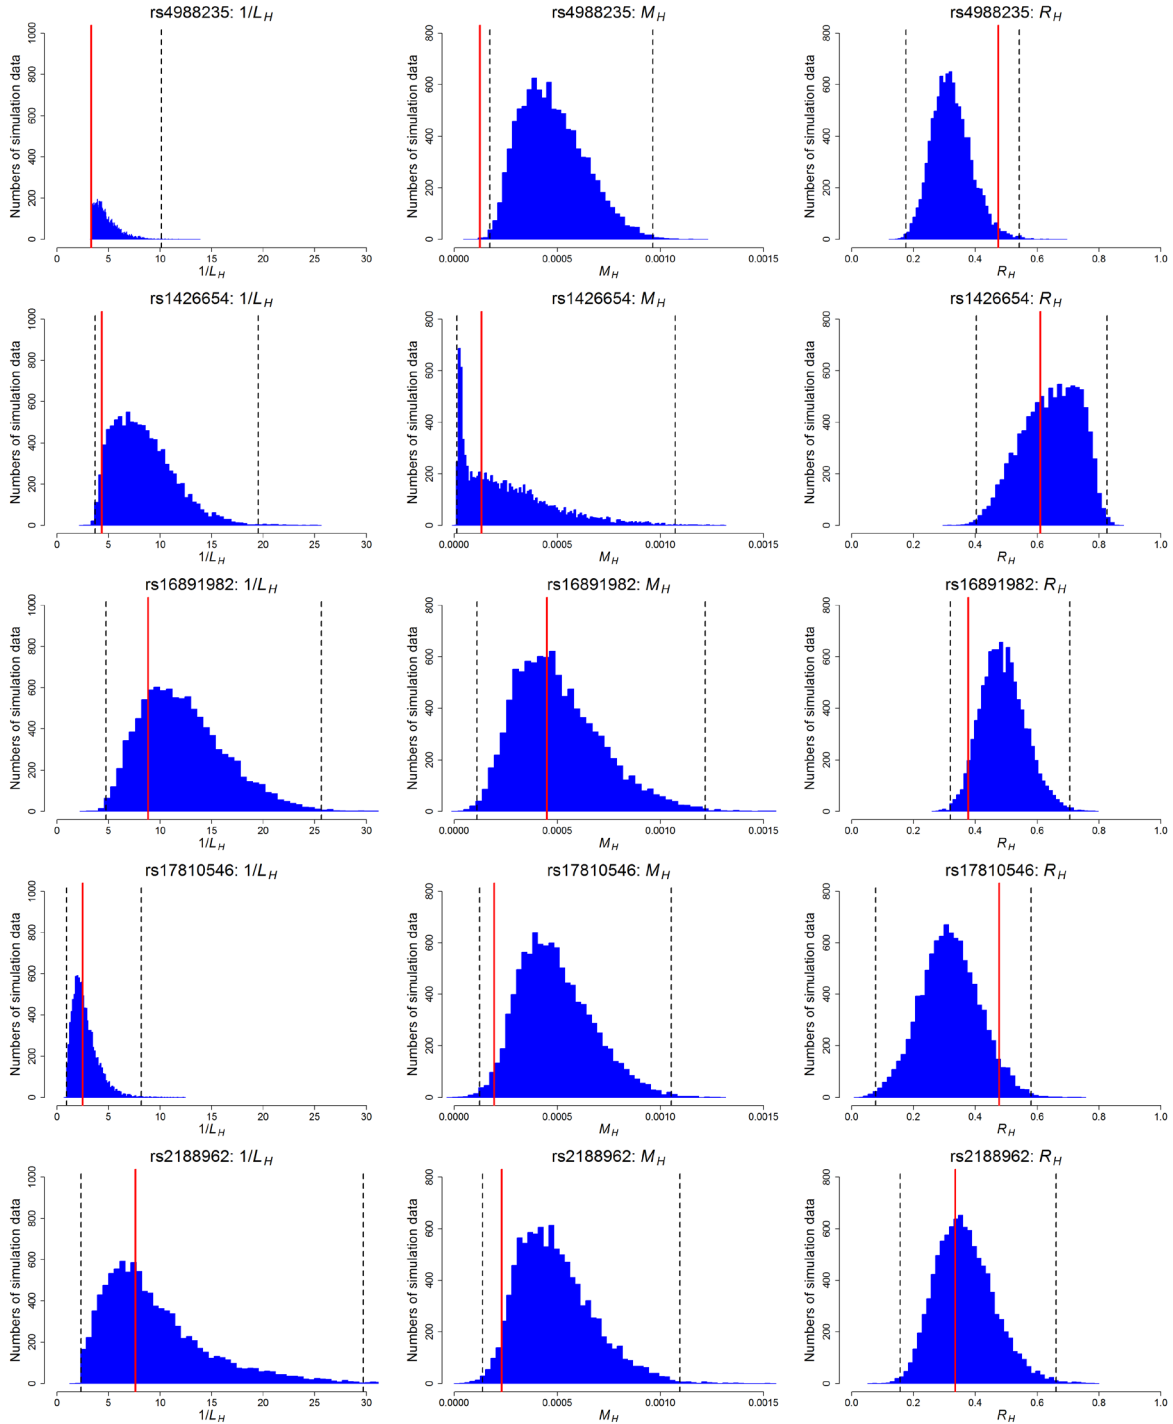 rs4988235: 1/L_H
rs4988235: M_H
rs4988235: R_H
Numbers of simulation data
0 200 400 600 800 1000
0 5 10 15 20 25 30
1/L_H
Numbers of simulation data
0 200 400 600 800
0.0000 0.0005 0.0010 0.0015
M_H
Numbers of simulation data
0 200 400 600 800
0.0 0.2 0.4 0.6 0.8 1.0
R_H
rs1426654: 1/L_H
rs1426654: M_H
rs1426654: R_H
Numbers of simulation data
0 200 400 600 800 1000
0 5 10 15 20 25 30
1/L_H
Numbers of simulation data
0 200 400 600 800
0.0000 0.0005 0.0010 0.0015
M_H
Numbers of simulation data
0 200 400 600 800
0.0 0.2 0.4 0.6 0.8 1.0
R_H
rs16891982: 1/L_H
rs16891982: M_H
rs16891982: R_H
Numbers of simulation data
0 200 400 600 800 1000
0 5 10 15 20 25 30
1/L_H
Numbers of simulation data
0 200 400 600 800
0.0000 0.0005 0.0010 0.0015
M_H
Numbers of simulation data
0 200 400 600 800
0.0 0.2 0.4 0.6 0.8 1.0
R_H
rs17810546: 1/L_H
rs17810546: M_H
rs17810546: R_H
Numbers of simulation data
0 200 400 600 800 1000
0 5 10 15 20 25 30
1/L_H
Numbers of simulation data
0 200 400 600 800
0.0000 0.0005 0.0010 0.0015
M_H
Numbers of simulation data
0 200 400 600 800
0.0 0.2 0.4 0.6 0.8 1.0
R_H
rs2188962: 1/L_H
rs2188962: M_H
rs2188962: R_H
Numbers of simulation data
0 200 400 600 800 1000
0 5 10 15 20 25 30
1/L_H
Numbers of simulation data
0 200 400 600 800
0.0000 0.0005 0.0010 0.0015
M_H
Numbers of simulation data
0 200 400 600 800
0.0 0.2 0.4 0.6 0.8 1.0
R_H